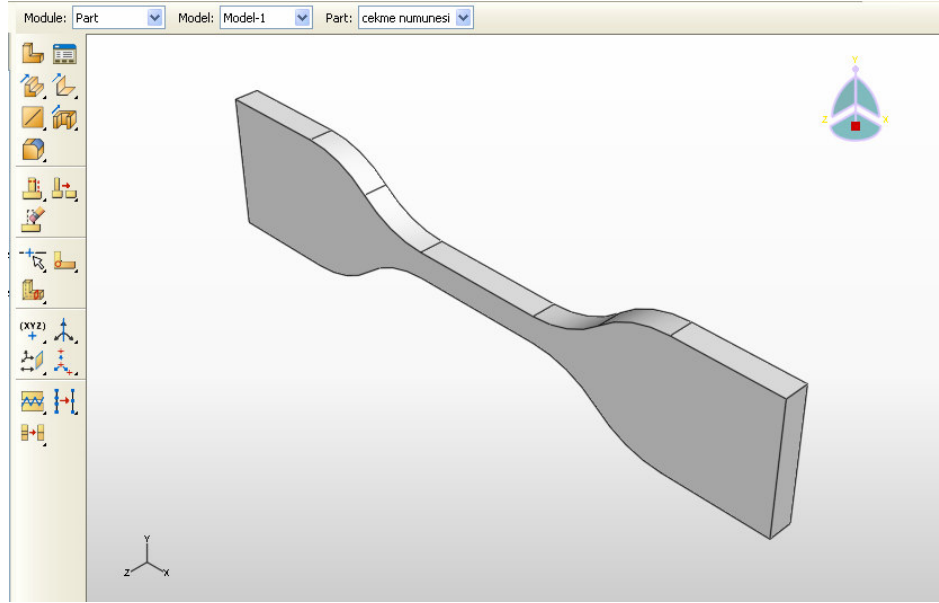 Module: Part Model: Model-1 Part: cekme numunesi
(XYZ)
Y
Z X
Y
Z X